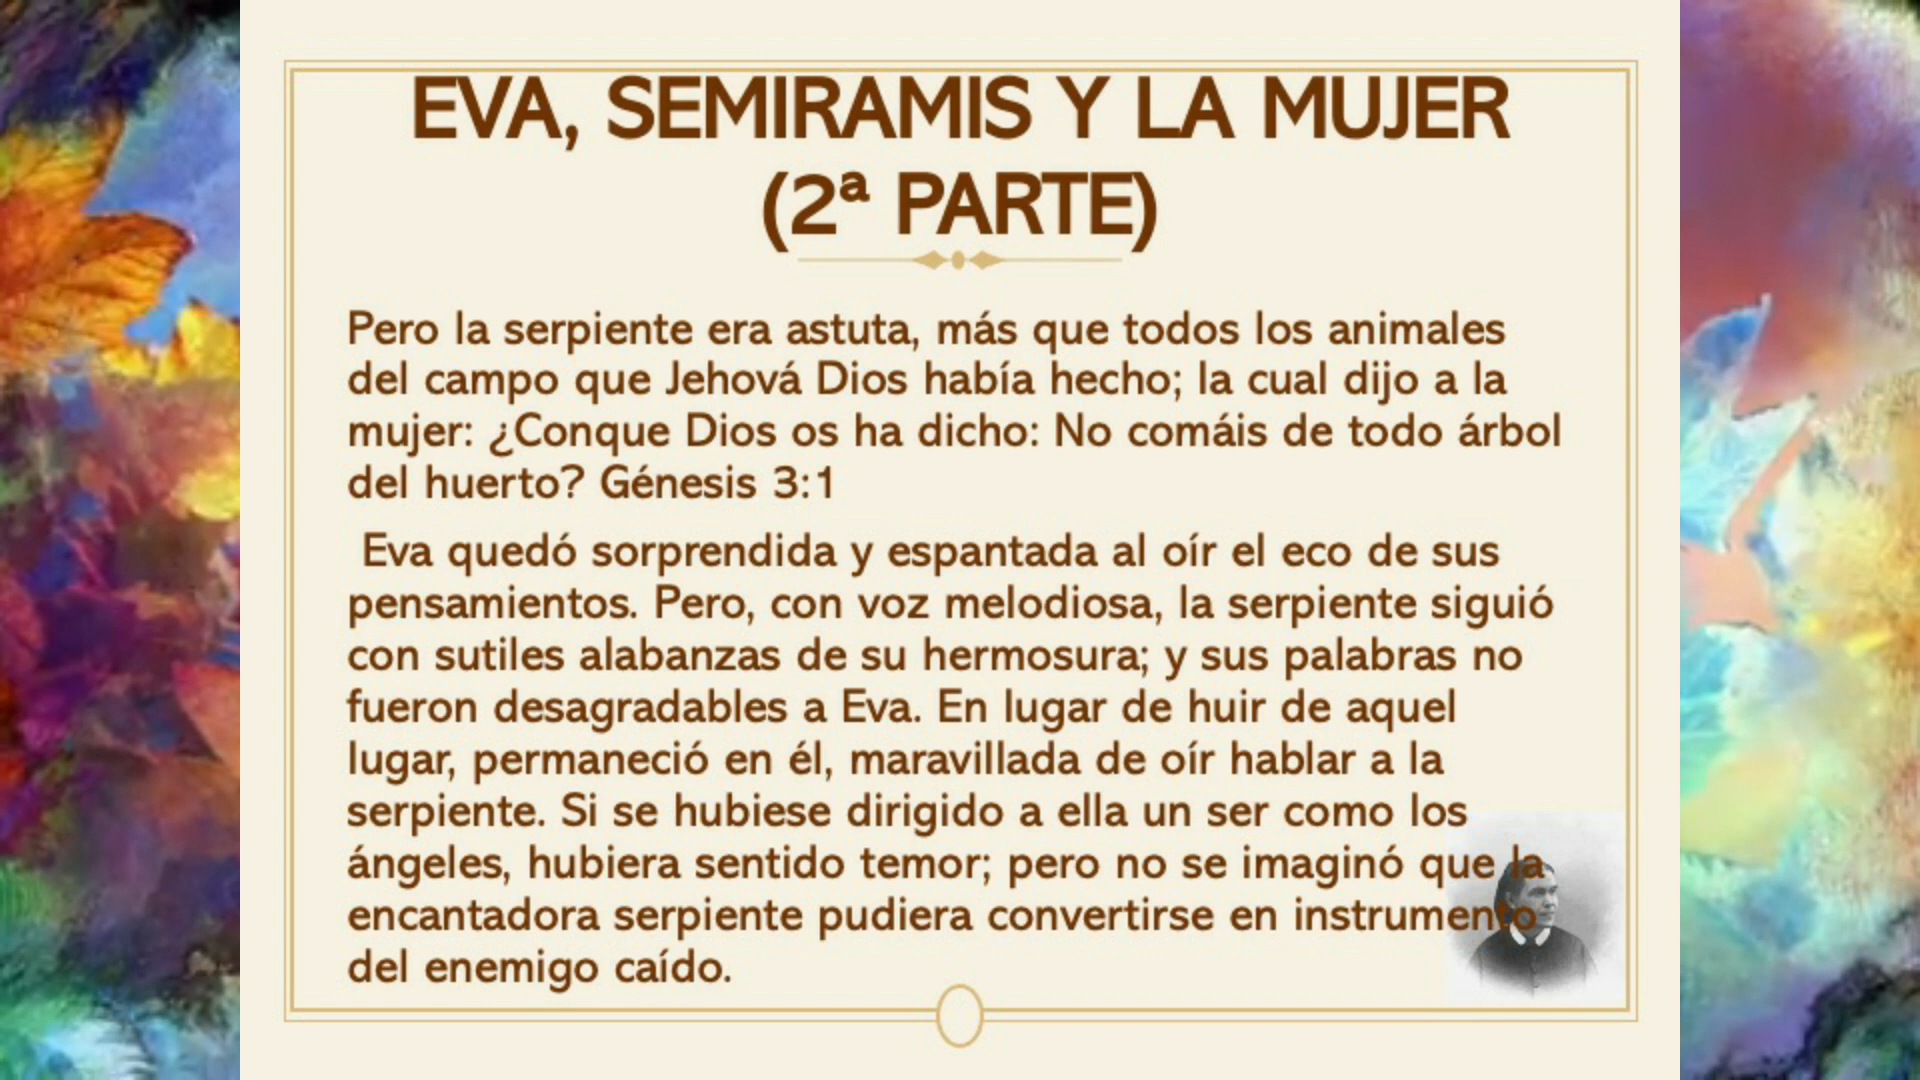 EVA, SEMIRAMIS Y LA MUJER
(2ª PARTE)
Pero la serpiente era astuta, más que todos los animales
del campo que Jehová Dios había hecho; la cual dijo a la
mujer: ¿Conque Dios os ha dicho: No comáis de todo árbol
del huerto? Génesis 3:1
Eva quedó sorprendida y espantada al oír el eco de sus
pensamientos. Pero, con voz melodiosa, la serpiente siguió
con sutiles alabanzas de su hermosura; y sus palabras no
fueron desagradables a Eva. En lugar de huir de aquel
lugar, permaneció en él, maravillada de oír hablar a la
serpiente. Si se hubiese dirigido a ella un ser como los
ángeles, hubiera sentido temor; pero no se imaginó que la
encantadora serpiente pudiera convertirse en instrumento
del enemigo caído.